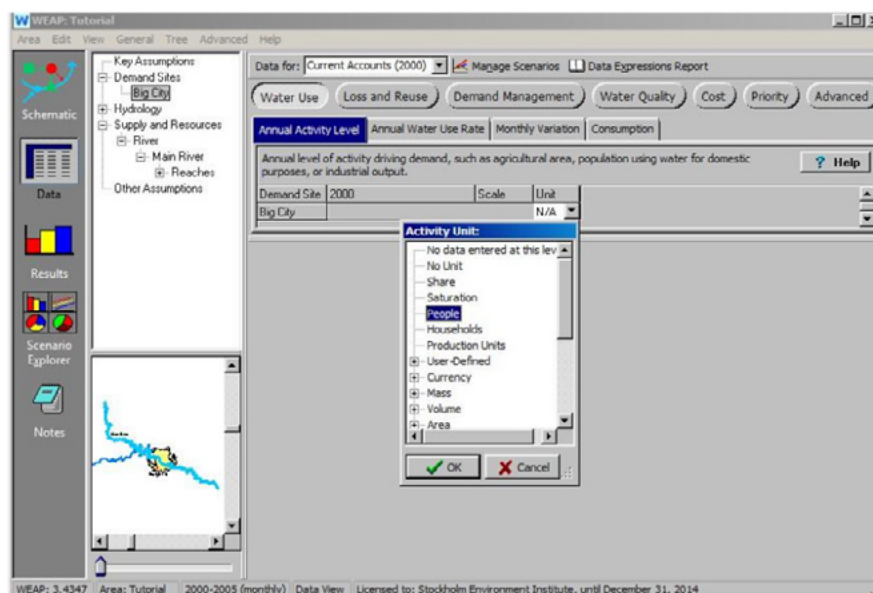 WEAP: Tutorial
Area Edit View General Tree Advanced Help
Schematic
Data
Results
Scenario
Explorer
Notes
Key Assumptions
Demand Sites
Big City
Hydrology
Supply and Resources
River
Main River
Reaches
Other Assumptions
Data for: Current Accounts (2000) Manage Scenarios Data Expressions Report
Water Use Loss and Reuse Demand Management Water Quality Cost Priority Advanced
Annual Activity Level Annual Water Use Rate Monthly Variation Consumption
Annual level of activity driving demand, such as agricultural area, population using water for domestic
purposes, or industrial output.
? Help
Demand Site 2000 Scale Unit
Big City N/A
Activity Unit:
No data entered at this lev
No Unit
Share
Saturation
People
Households
Production Units
User-Defined
Currency
Mass
Volume
Area
OK Cancel
WEAP: 3.4347 Area: Tutorial 2000-2005 (monthly) Data View Licensed to: Stockholm Environment Institute, until December 31, 2014